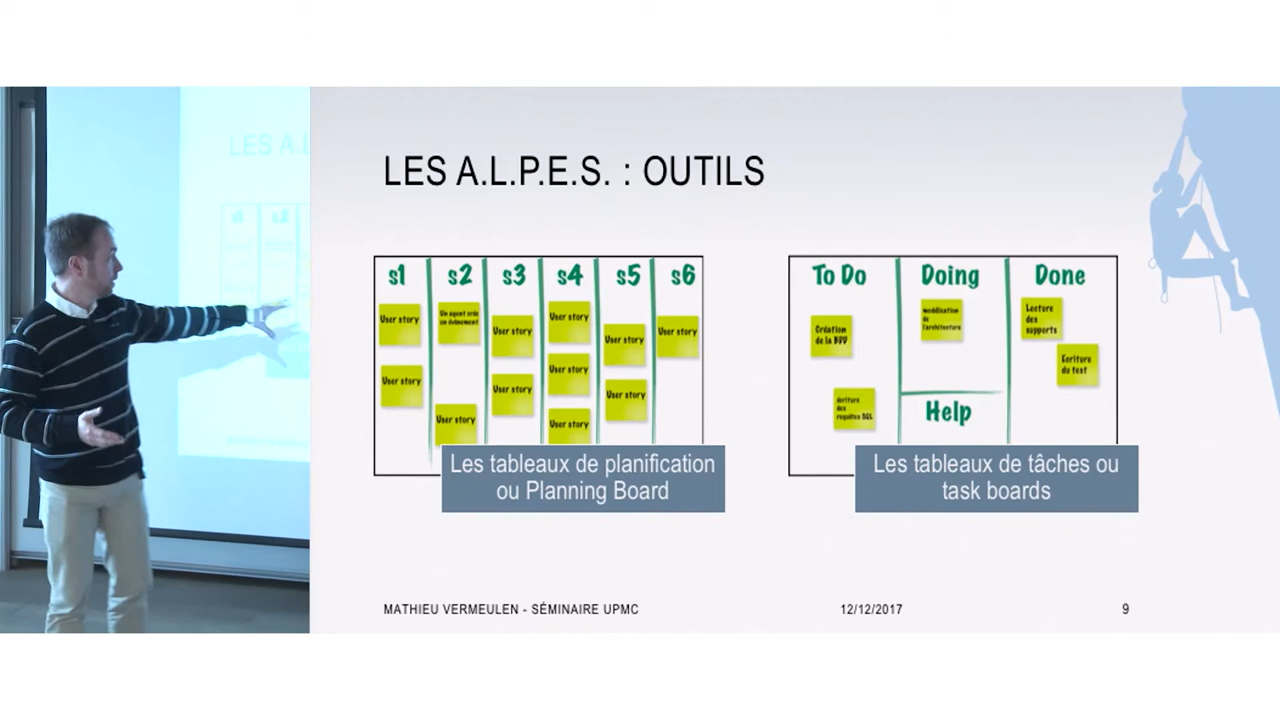 LES A.L.P.E.S. : OUTILS
s1 s2 s3 s4 s5 s6
User story
User story
Un agent crée
un événement
User story
User story
User story
User story
User story
User story
User story
User story
User story
Les tableaux de planification
ou Planning Board
To Do Doing Done
Création
de la BDD
écriture
des
requêtes SQL
modélisation
de
l'architecture
Help
Lecture
des
supports
Ecriture
du test
Les tableaux de tâches ou
task boards
MATHIEU VERMEULEN - SÉMINAIRE UPMC 12/12/2017 9
LES A.L